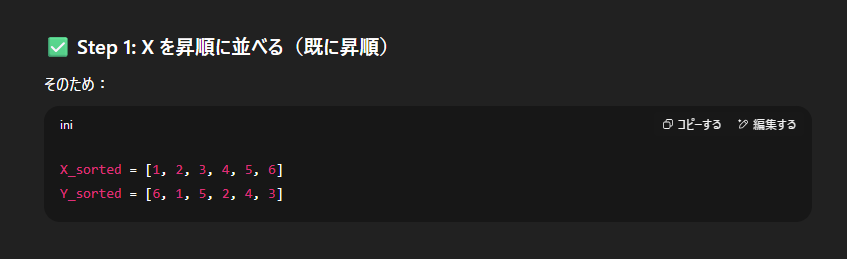 ✅ Step 1: X を昇順に並べる（既に昇順）
そのため：
ini
コピーする
編集する
X_sorted = [1, 2, 3, 4, 5, 6]
Y_sorted = [6, 1, 5, 2, 4, 3]